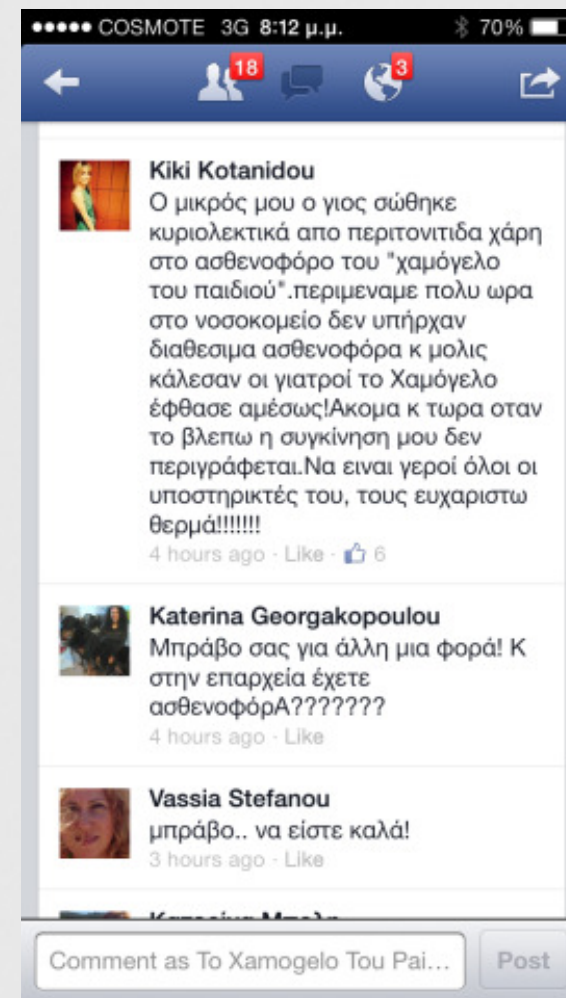 COSMOTE 3G 8:12 μ.μ. 70%
18 3
Kiki Kotanidou
Ο μικρός μου ο γιος σώθηκε
κυριολεκτικά απο περιτονιτιδα χάρη
στο ασθενοφόρο του "χαμόγελο
του παιδιού".περιμεναμε πολυ ωρα
στο νοσοκομείο δεν υπήρχαν
διαθεσιμα ασθενοφόρα κ μολις
κάλεσαν οι γιατροί το Χαμόγελο
έφθασε αμέσως!Ακομα κ τωρα οταν
το βλεπω η συγκίνηση μου δεν
περιγράφεται.Να ειναι γεροί όλοι οι
υποστηρικτές του, τους ευχαριστω
θερμά!!!!!!!
4 hours ago · Like · 6
Katerina Georgakopoulou
Μπράβο σας για άλλη μια φορά! Κ
στην επαρχεία έχετε
ασθενοφόρΑ???????
4 hours ago · Like
Vassia Stefanou
μπράβο.. να είστε καλά!
3 hours ago · Like
Comment as To Xamogelo Tou Pai... Post